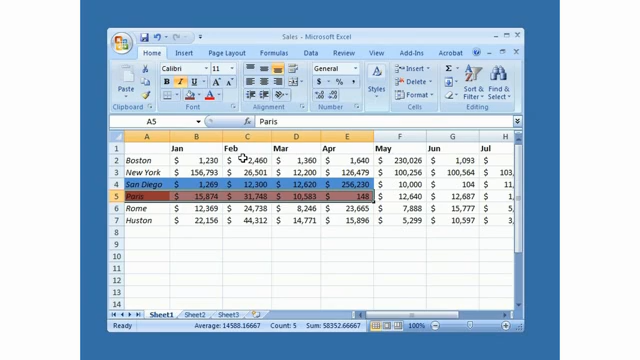 Sales - Microsoft Excel
Home Insert Page Layout Formulas Data Review View Add-Ins Acrobat
Calibri 11 General Insert
Paste B I U $ % , Styles Delete Sort & Filter Find & Select
Format
Clipboard Font Alignment Number Cells Editing
A5 fx Paris
A B C D E F G H
1 Jan Feb Mar Apr May Jun Jul
2 Boston $ 1,230 $ 2,460 $ 1,360 $ 1,640 $ 230,026 $ 1,093 $
3 New York $ 156,793 $ 26,501 $ 12,200 $ 126,479 $ 100,256 $ 100,564 $ 103,
4 San Diego $ 1,269 $ 12,300 $ 12,620 $ 256,230 $ 10,000 $ 104 $ 11,
5 Paris $ 15,874 $ 31,748 $ 10,583 $ 148 $ 12,640 $ 12,687 $ 1,
6 Rome $ 12,369 $ 24,738 $ 8,246 $ 23,665 $ 7,888 $ 15,777 $ 5,
7 Huston $ 22,156 $ 44,312 $ 14,771 $ 15,896 $ 5,299 $ 10,597 $ 3,
8
9
10
11
12
13
14
Sheet1 Sheet2 Sheet3
Ready Average: 14588.16667 Count: 5 Sum: 58352.66667 100%